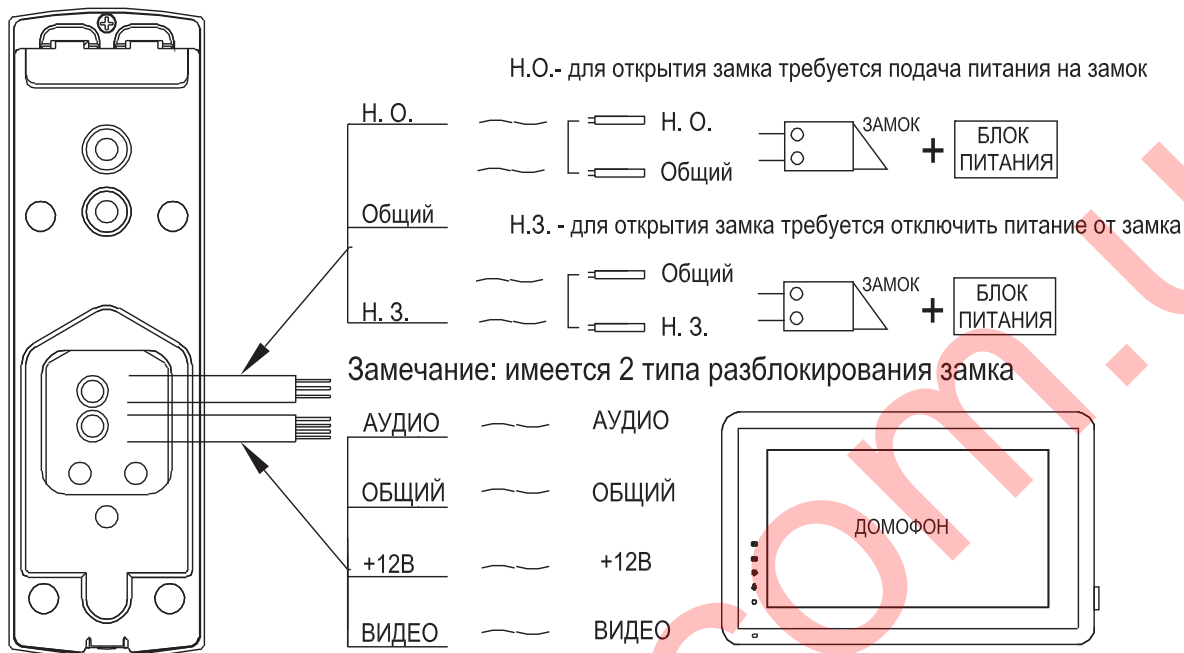 Н.О.- для открытия замка требуется подача питания на замок
Н. О.
Н. О.
ЗАМОК
+
БЛОК
ПИТАНИЯ
Общий
Общий
Н.З. - для открытия замка требуется отключить питание от замка
Общий
ЗАМОК
+
БЛОК
ПИТАНИЯ
Н. З.
Н. З.
Замечание: имеется 2 типа разблокирования замка
АУДИО
АУДИО
ОБЩИЙ
ОБЩИЙ
ДОМОФОН
+12В
+12В
ВИДЕО
ВИДЕО
com.u